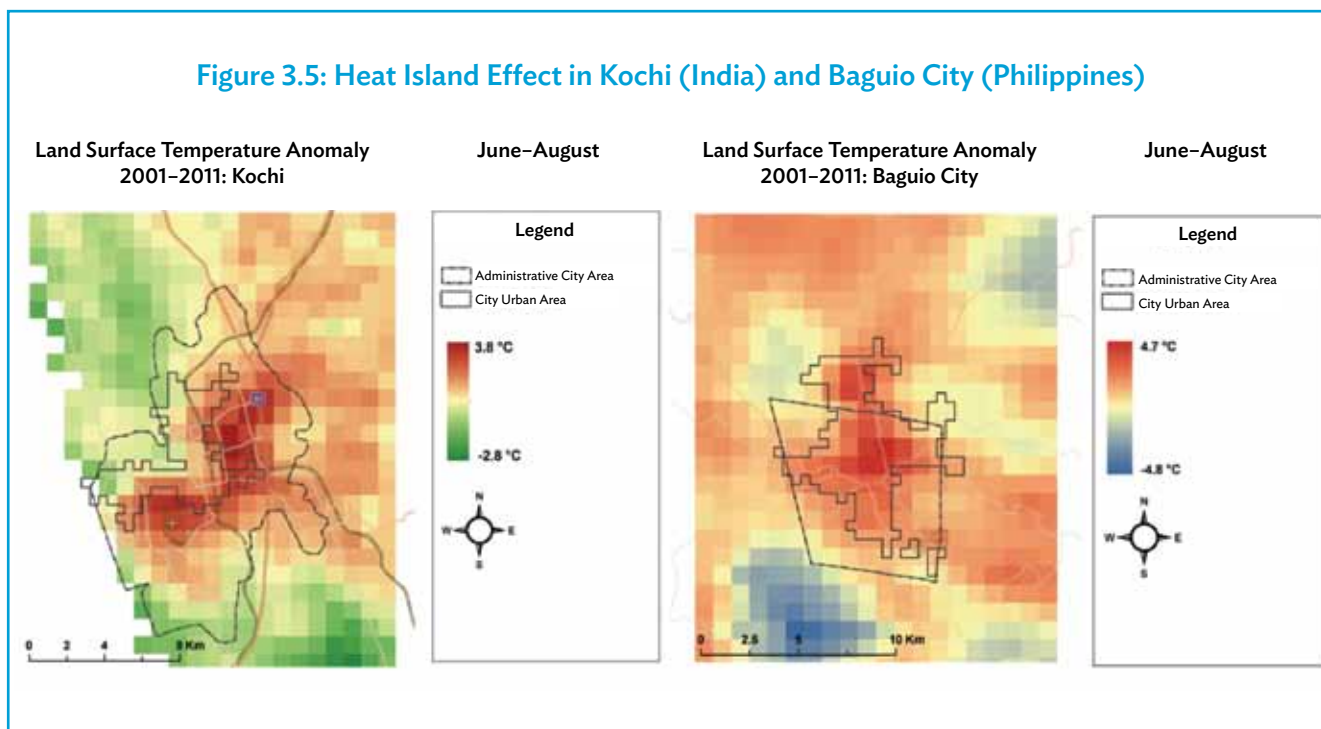 Figure 3.5: Heat Island Effect in Kochi (India) and Baguio City (Philippines)
Land Surface Temperature Anomaly
2001–2011: Kochi
June–August
Legend
Administrative City Area
City Urban Area
3.8 °C
-2.8 °C
N
W E
S
0 2 4 8 Km
Land Surface Temperature Anomaly
2001–2011: Baguio City
June–August
Legend
Administrative City Area
City Urban Area
4.7 °C
-4.8 °C
N
W E
S
0 2.5 5 10 Km